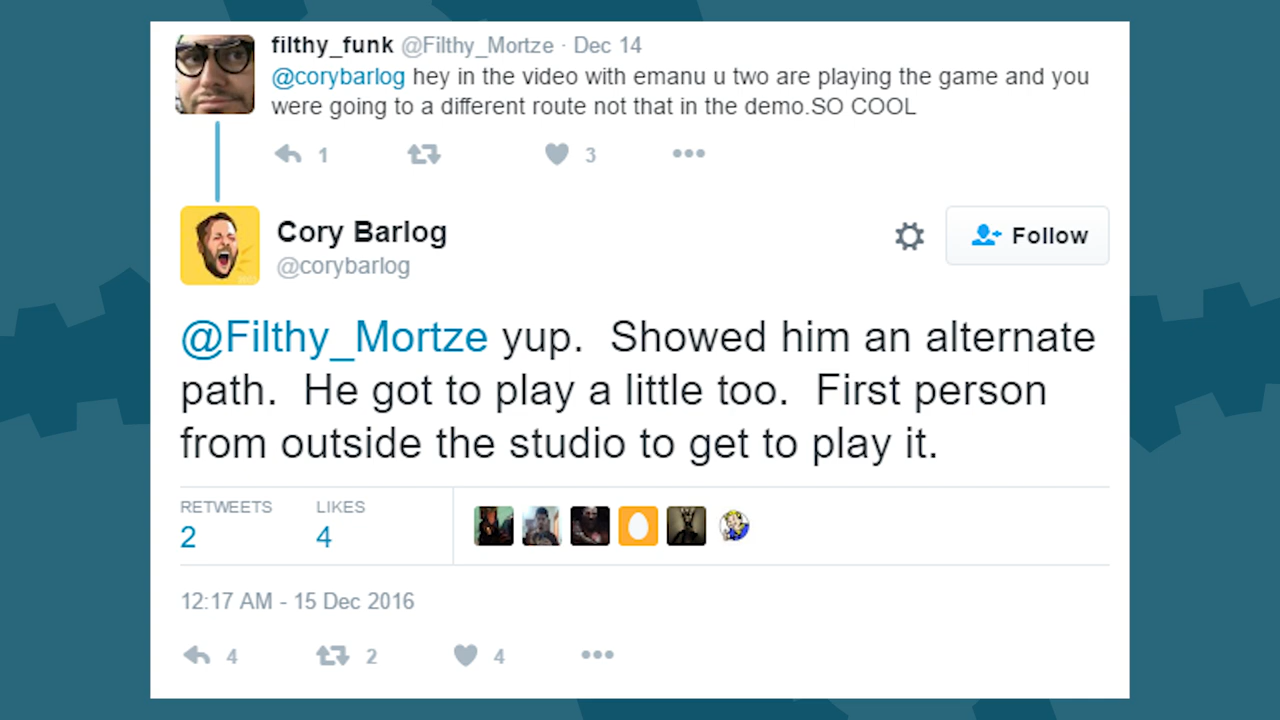 filthy_funk @Filthy_Mortze · Dec 14
@corybarlog hey in the video with emanu u two are playing the game and you
were going to a different route not that in the demo.SO COOL
1 3
Cory Barlog
@corybarlog
Follow
@Filthy_Mortze yup. Showed him an alternate
path. He got to play a little too. First person
from outside the studio to get to play it.
RETWEETS LIKES
2 4
12:17 AM - 15 Dec 2016
4 2 4